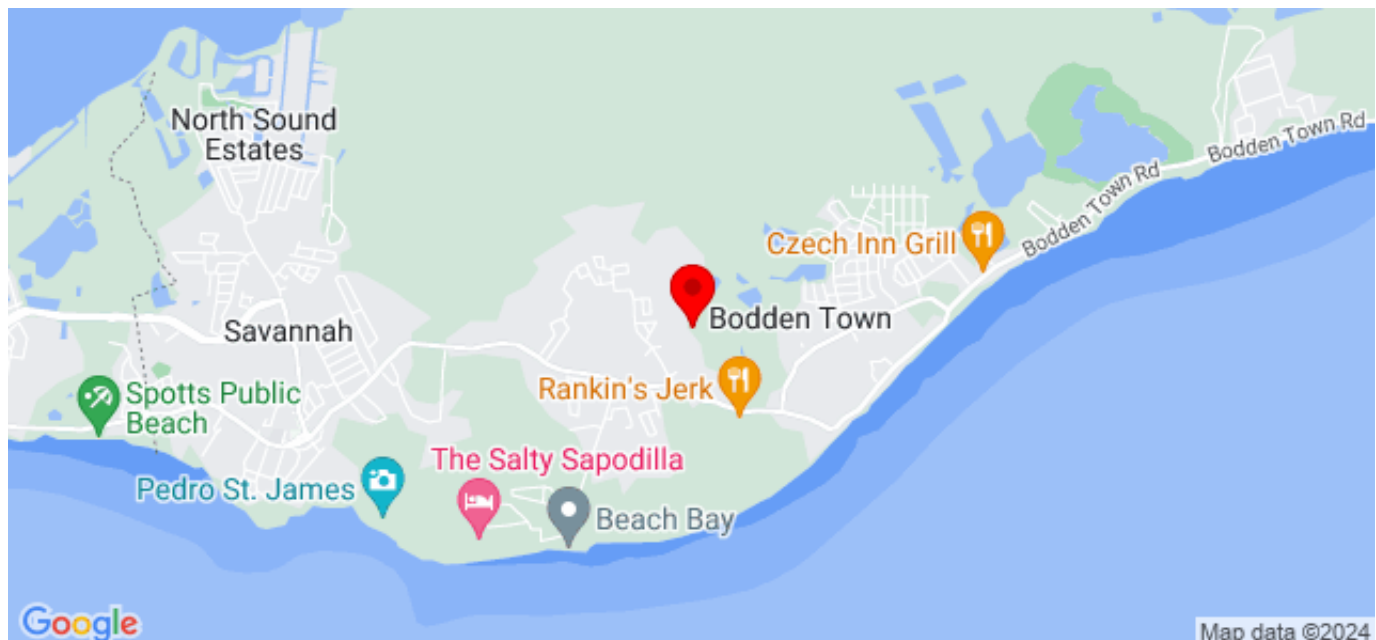 North Sound
Estates
Bodden Town Rd
Bodden Town Rd
Czech Inn Grill
Bodden Town
Savannah
Rankin's Jerk
Spotts Public
Beach
The Salty Sapodilla
Pedro St. James
Beach Bay
Google
Map data ©2024